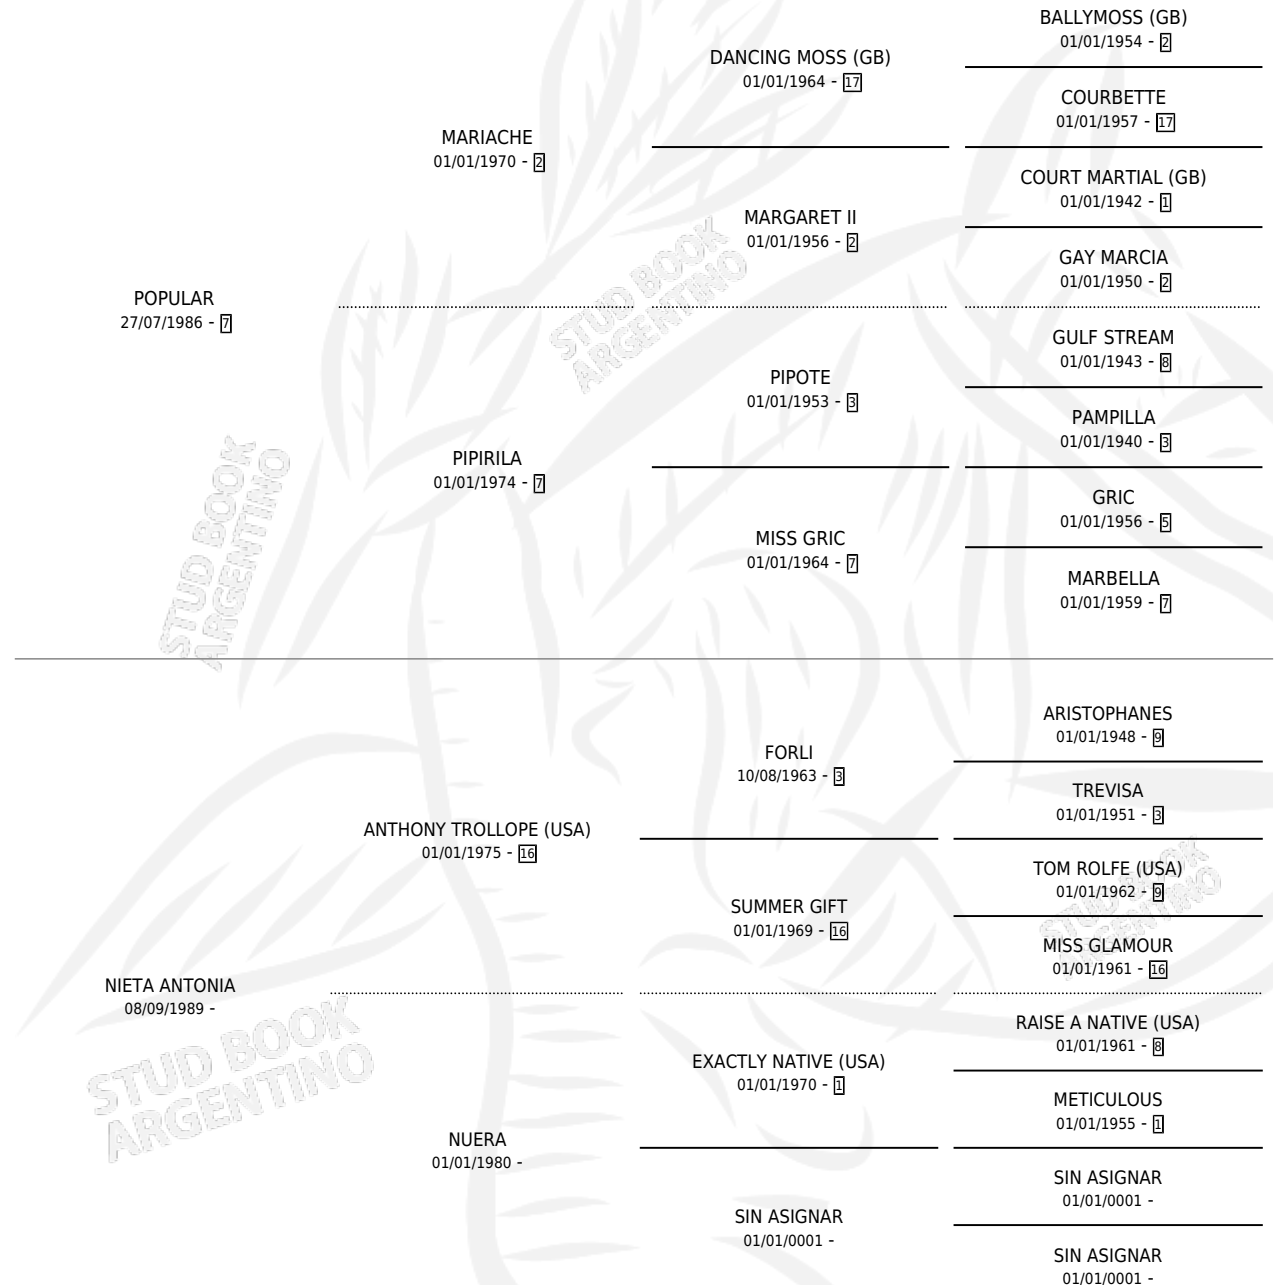 BALLYMOSS (GB)
01/01/1954 - 2
DANCING MOSS (GB)
01/01/1964 - 17
COURBETTE
01/01/1957 - 17
MARIACHE
01/01/1970 - 2
COURT MARTIAL (GB)
01/01/1942 - 1
MARGARET II
01/01/1956 - 2
GAY MARCIA
01/01/1950 - 2
POPULAR
27/07/1986 - 7
GULF STREAM
01/01/1943 - 8
PIPOTE
01/01/1953 - 3
PAMPILLA
01/01/1940 - 3
PIPIRILA
01/01/1974 - 7
GRIC
01/01/1956 - 5
MISS GRIC
01/01/1964 - 7
MARBELLA
01/01/1959 - 7
STUD BOOK
ARGENTINO
STUD BOOK
ARGENTINO
ARISTOPHANES
01/01/1948 - 9
FORLI
10/08/1963 - 3
TREVISA
01/01/1951 - 3
ANTHONY TROLLOPE (USA)
01/01/1975 - 16
TOM ROLFE (USA)
01/01/1962 - 9
SUMMER GIFT
01/01/1969 - 16
MISS GLAMOUR
01/01/1961 - 16
NIETA ANTONIA
08/09/1989 -
RAISE A NATIVE (USA)
01/01/1961 - 8
EXACTLY NATIVE (USA)
01/01/1970 - 1
METICULOUS
01/01/1955 - 1
NUERA
01/01/1980 -
SIN ASIGNAR
01/01/0001 -
SIN ASIGNAR
01/01/0001 -
SIN ASIGNAR
01/01/0001 -
STUD BOOK
ARGENTINO
STUD BOOK
ARGENTINO